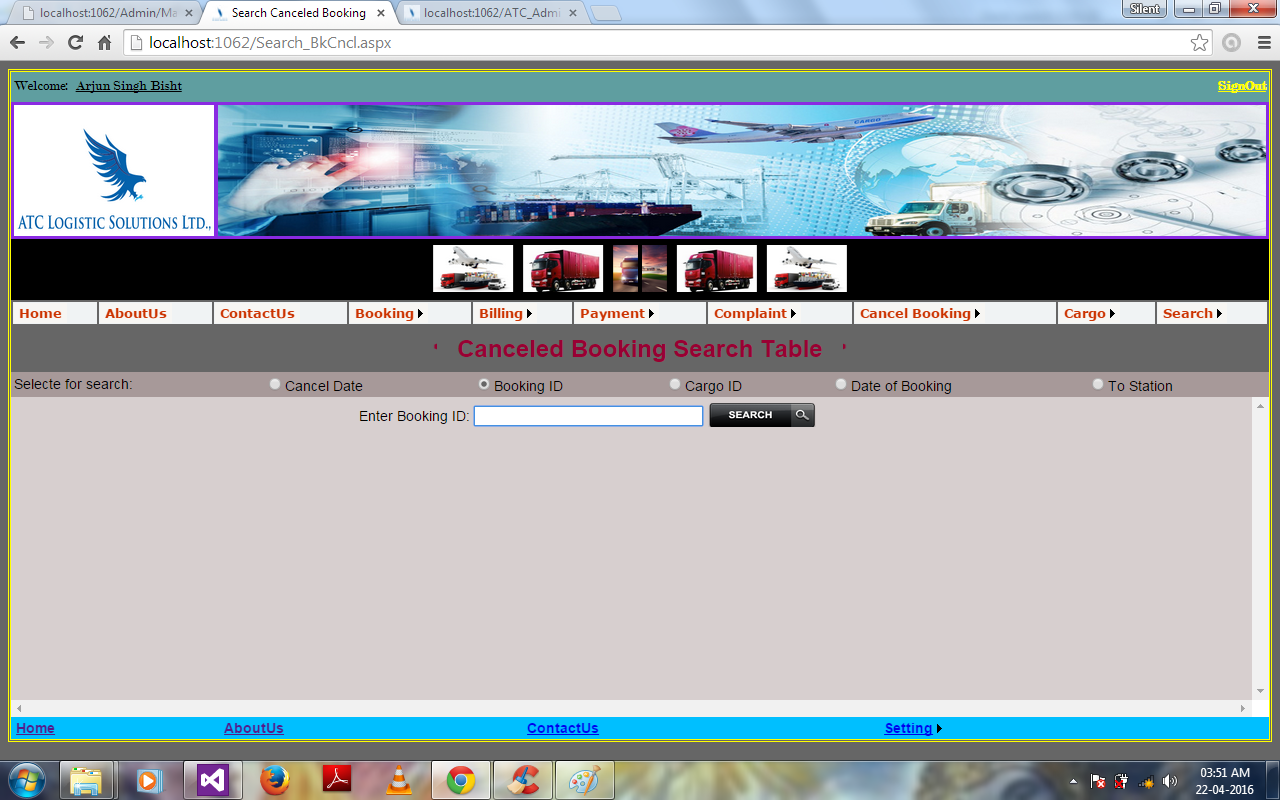 localhost:1062/Admin/Ma
Search Canceled Booking
localhost:1062/ATC_Admi
Silent
localhost:1062/Search_BkCncl.aspx
Welcome: Arjun Singh Bisht
SignOut
CARGO
ATC LOGISTIC SOLUTIONS LTD.,
Home AboutUs ContactUs Booking Billing Payment Complaint Cancel Booking Cargo Search
' Canceled Booking Search Table '
Selecte for search: Cancel Date Booking ID Cargo ID Date of Booking To Station
Enter Booking ID: SEARCH
Home AboutUs ContactUs Setting
03:51 AM
22-04-2016